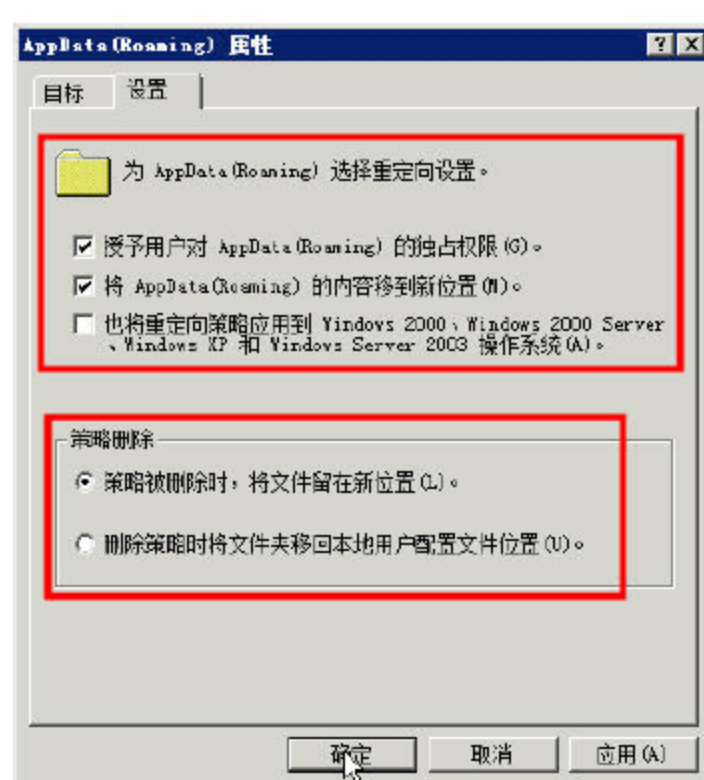 AppData(Roaming) 属性
目标 设置
为 AppData(Roaming) 选择重定向设置。
授予用户对 AppData(Roaming) 的独占权限(G)。
将 AppData(Roaming) 的内容移到新位置(M)。
也将重定向策略应用到 Windows 2000、Windows 2000 Server
、Windows XP 和 Windows Server 2003 操作系统(A)。
策略删除
策略被删除时，将文件留在新位置(L)。
删除策略时将文件夹移回本地用户配置文件位置(U)。
确定 取消 应用(A)